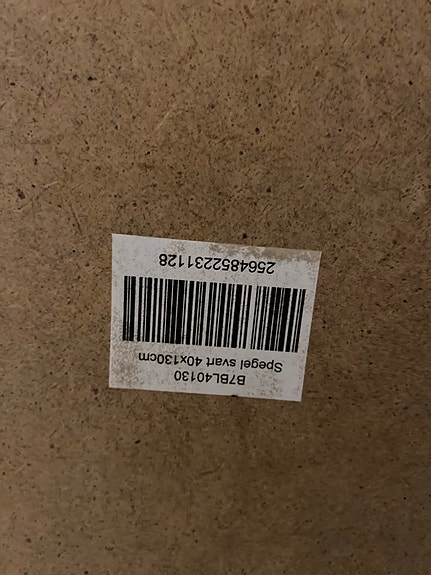 B7BL40130
Spegel svart 40x130cm
2564852231128